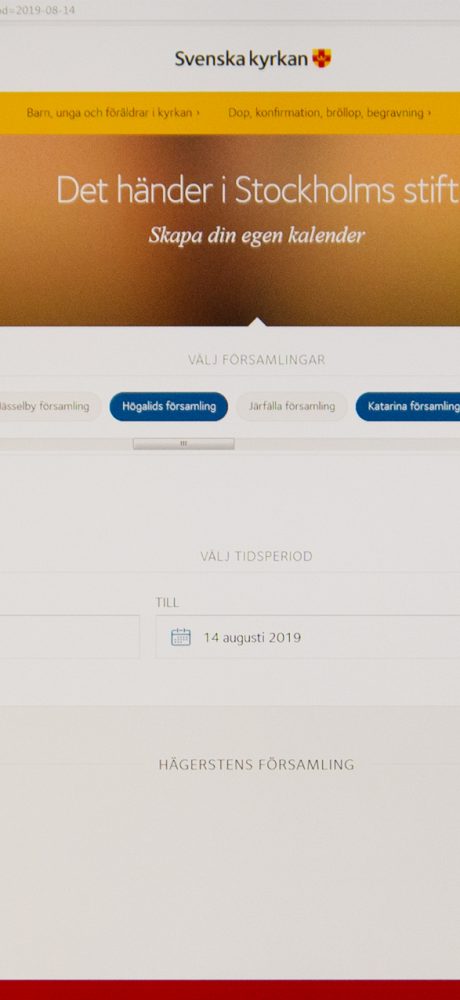 od=2019-08-14
Svenska kyrkan
Barn, unga och föräldrar i kyrkan › Dop, konfirmation, bröllop, begravning ›
Det händer i Stockholms stift
Skapa din egen kalender
VÄLJ FÖRSAMLINGAR
ässelby församling Högalids församling Järfälla församling Katarina församling
VÄLJ TIDSPERIOD
TILL
14 augusti 2019
HÄGERSTENS FÖRSAMLING